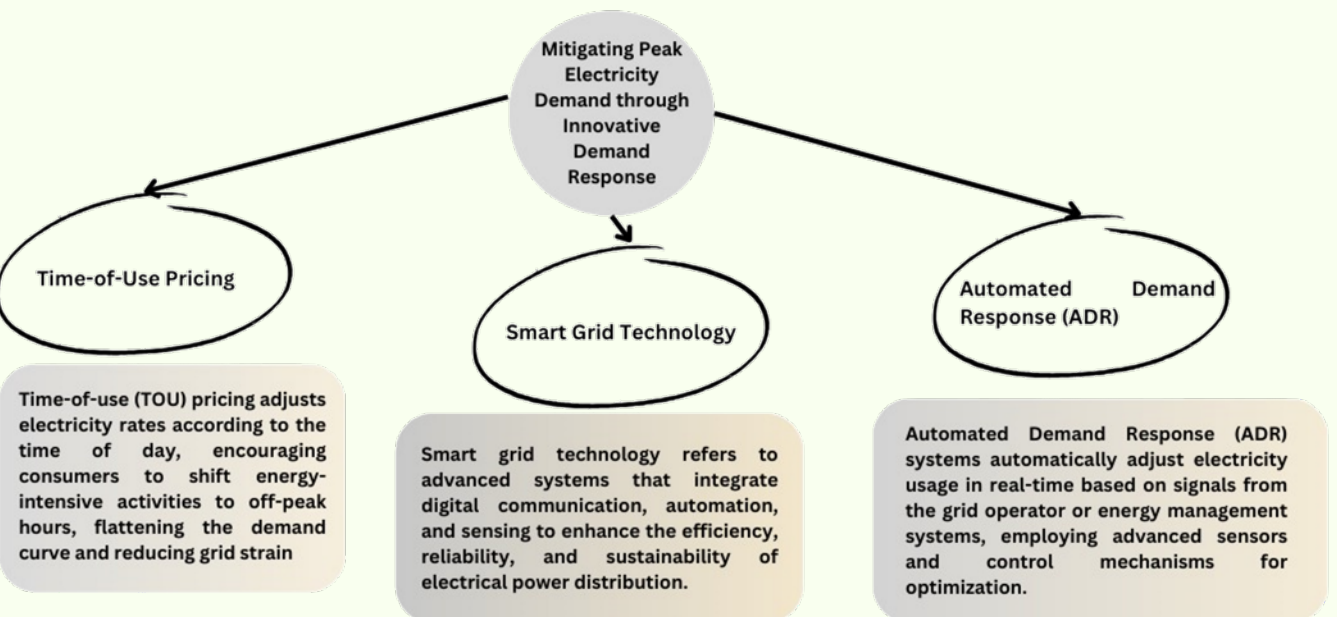 Mitigating Peak
Electricity
Demand through
Innovative
Demand
Response
Time-of-Use Pricing
Smart Grid Technology
Automated Demand
Response (ADR)
Time-of-use (TOU) pricing adjusts
electricity rates according to the
time of day, encouraging
consumers to shift energy-
intensive activities to off-peak
hours, flattening the demand
curve and reducing grid strain
Smart grid technology refers to
advanced systems that integrate
digital communication, automation,
and sensing to enhance the efficiency,
reliability, and sustainability of
electrical power distribution.
Automated Demand Response (ADR)
systems automatically adjust electricity
usage in real-time based on signals from
the grid operator or energy management
systems, employing advanced sensors
and control mechanisms for
optimization.